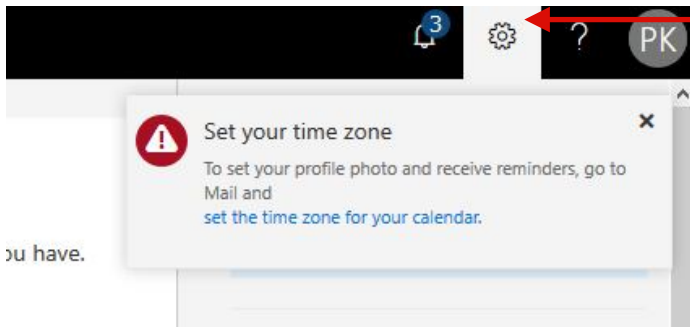 3
?
PK
Set your time zone
To set your profile photo and receive reminders, go to
Mail and
set the time zone for your calendar.
ou have.